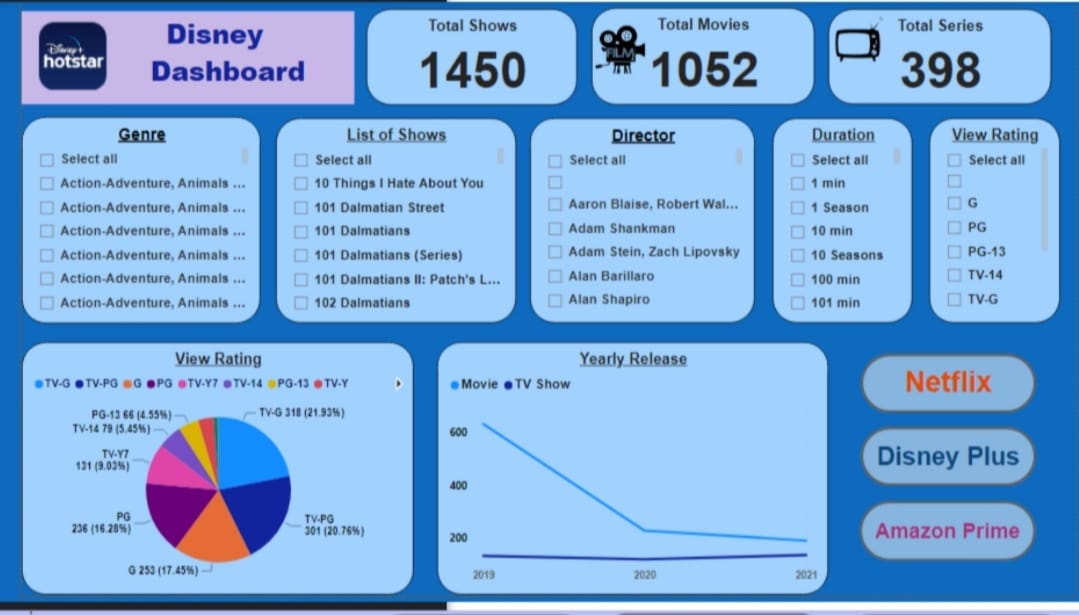 Disney+
hotstar
Disney
Dashboard
Total Shows
1450
FILM
Total Movies
1052
Total Series
398
Genre
Select all
Action-Adventure, Animals ...
Action-Adventure, Animals ...
Action-Adventure, Animals ...
Action-Adventure, Animals ...
Action-Adventure, Animals ...
Action-Adventure, Animals ...
List of Shows
Select all
10 Things I Hate About You
101 Dalmatian Street
101 Dalmatians
101 Dalmatians (Series)
101 Dalmatians II: Patch's L...
102 Dalmatians
Director
Select all
Aaron Blaise, Robert Wal...
Adam Shankman
Adam Stein, Zach Lipovsky
Alan Barillaro
Alan Shapiro
Duration
Select all
1 min
1 Season
10 min
10 Seasons
100 min
101 min
View Rating
Select all
G
PG
PG-13
TV-14
TV-G
View Rating
TV-G TV-PG G PG TV-Y7 TV-14 PG-13 TV-Y
PG-13 66 (4.55%)
TV-14 79 (5.45%)
TV-Y7
131 (9.03%)
PG
236 (16.28%)
G 253 (17.45%)
TV-G 318 (21.93%)
TV-PG
301 (20.76%)
Yearly Release
Movie TV Show
600
400
200
2019 2020 2021
Netflix
Disney Plus
Amazon Prime